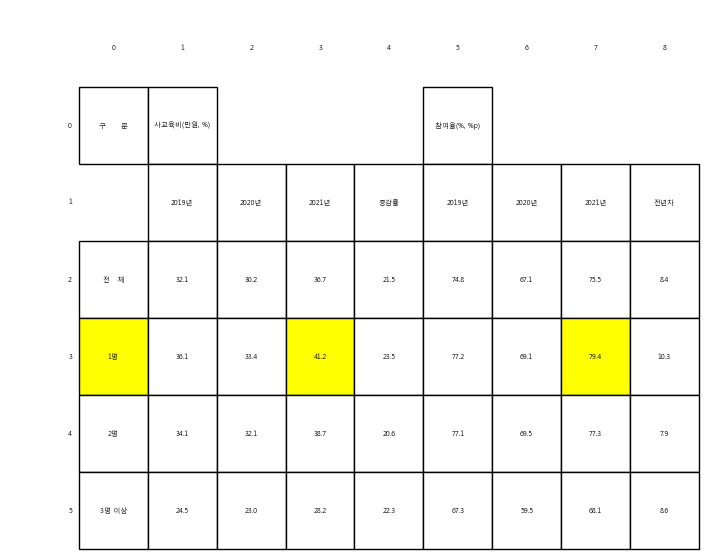 0 1 2 3 4 5 6 7 8
0 구 분 사교육비(만원, %) 참여율(%, %p)
1 2019년 2020년 2021년 증감률 2019년 2020년 2021년 전년차
2 전 체 32.1 30.2 36.7 21.5 74.8 67.1 75.5 8.4
3 1명 36.1 33.4 41.2 23.5 77.2 69.1 79.4 10.3
4 2명 34.1 32.1 38.7 20.6 77.1 69.5 77.3 7.9
5 3명 이상 24.5 23.0 28.2 22.3 67.3 59.5 68.1 8.6